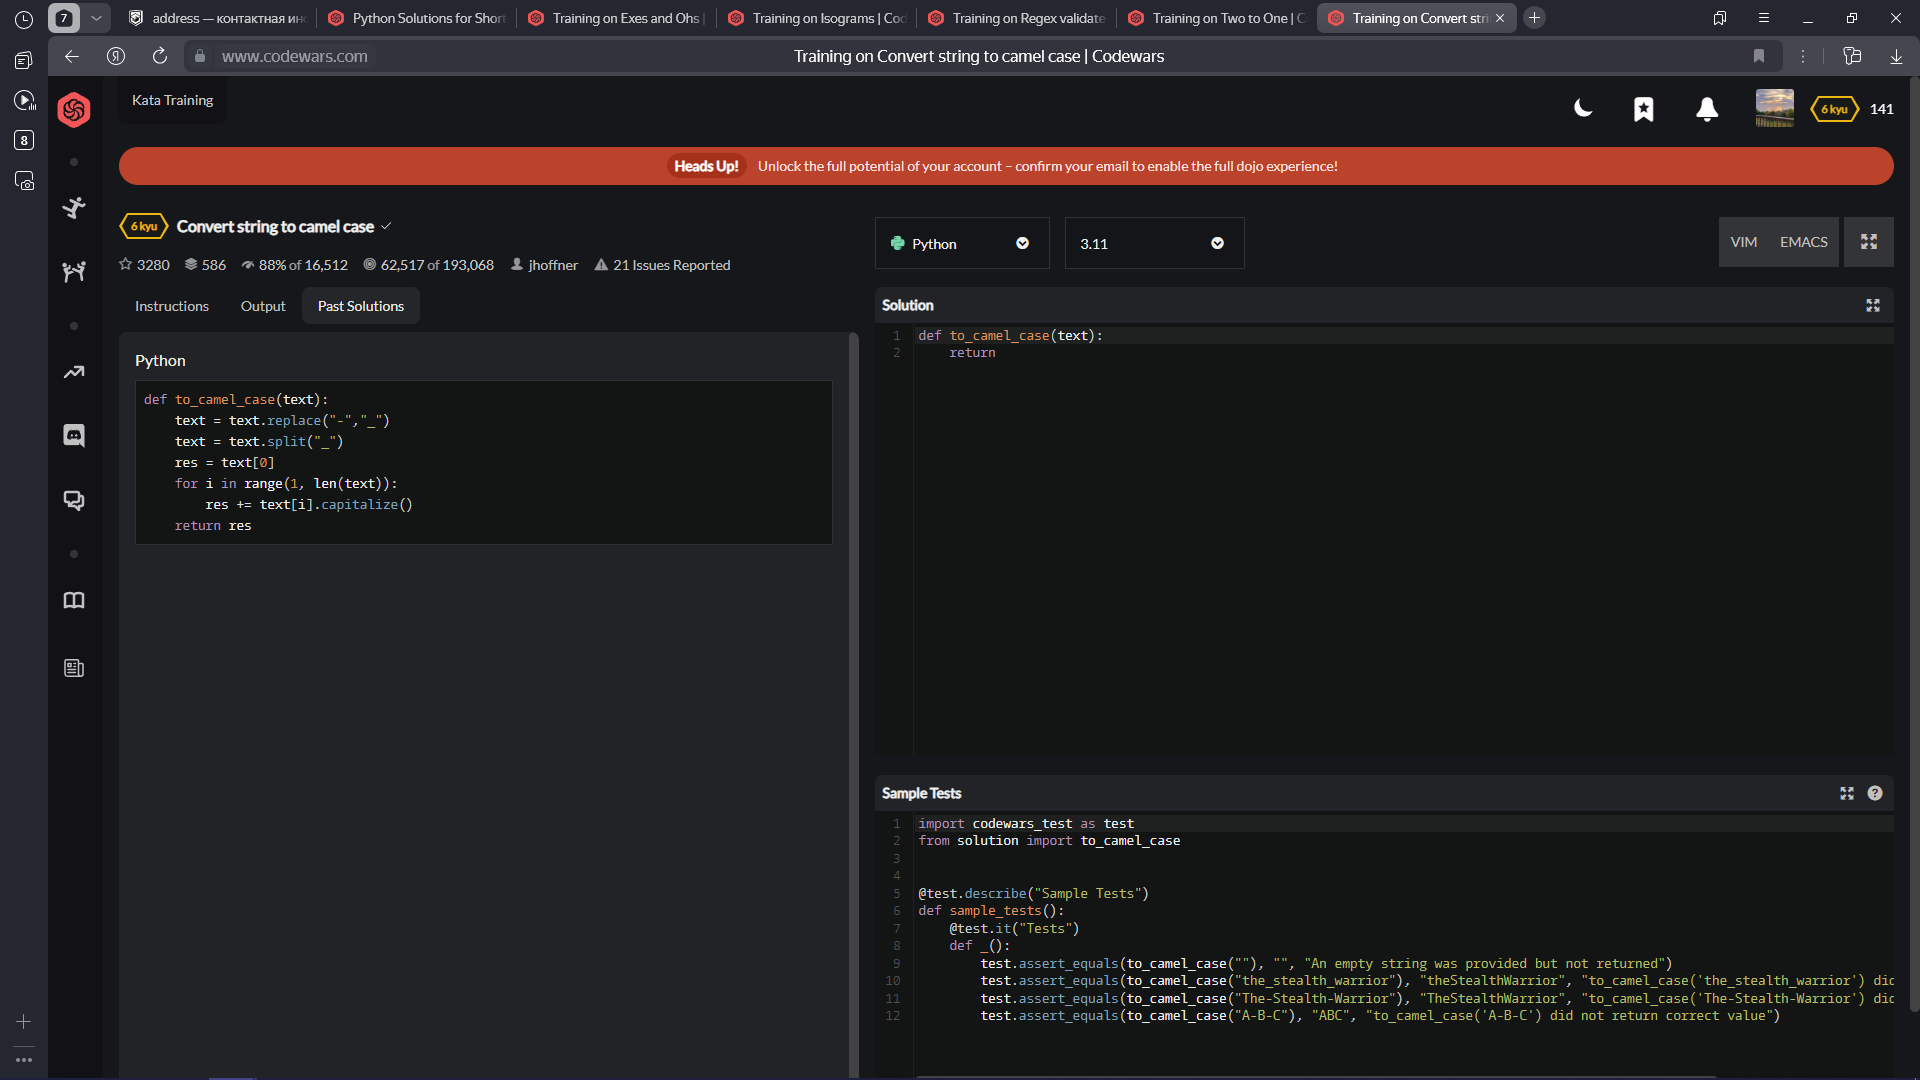 7
address — контактная ин
Python Solutions for Short
Training on Exes and Ohs |
Training on Isograms | Cod
Training on Regex validate
Training on Two to One | C
Training on Convert stri
Я
www.codewars.com
Training on Convert string to camel case | Codewars
8
Kata Training
6 kyu
141
Heads Up! Unlock the full potential of your account – confirm your email to enable the full dojo experience!
6 kyu
Convert string to camel case
3280
586
88% of 16,512
62,517 of 193,068
jhoffner
21 Issues Reported
Python
3.11
VIM
EMACS
Instructions
Output
Past Solutions
Python
def to_camel_case(text):
    text = text.replace("-","_")
    text = text.split("_")
    res = text[0]
    for i in range(1, len(text)):
        res += text[i].capitalize()
    return res
Solution
1 def to_camel_case(text):
2     return
Sample Tests
?
1 import codewars_test as test
2 from solution import to_camel_case
3
4
5 @test.describe("Sample Tests")
6 def sample_tests():
7     @test.it("Tests")
8     def _():
9         test.assert_equals(to_camel_case(""), "", "An empty string was provided but not returned")
10         test.assert_equals(to_camel_case("the_stealth_warrior"), "theStealthWarrior", "to_camel_case('the_stealth_warrior') did
11         test.assert_equals(to_camel_case("The-Stealth-Warrior"), "TheStealthWarrior", "to_camel_case('The-Stealth-Warrior') did
12         test.assert_equals(to_camel_case("A-B-C"), "ABC", "to_camel_case('A-B-C') did not return correct value")